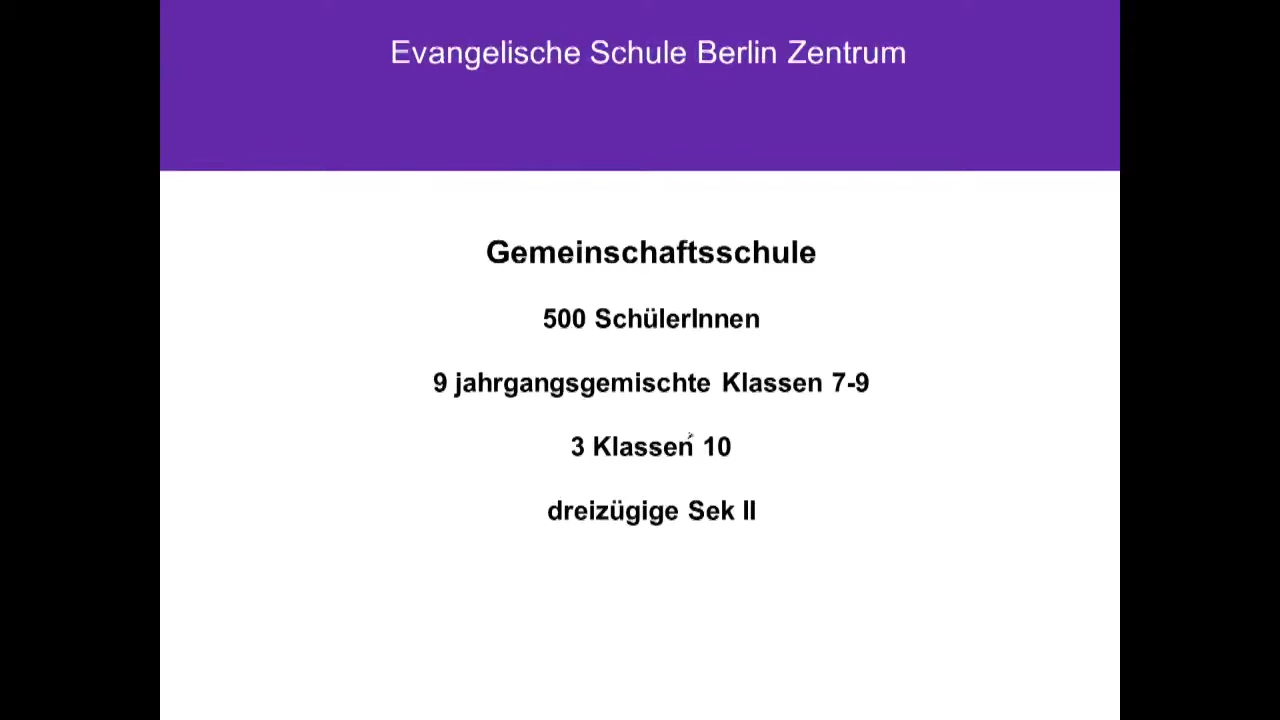 Evangelische Schule Berlin Zentrum
Gemeinschaftsschule
500 SchülerInnen
9 jahrgangsgemischte Klassen 7-9
3 Klassen 10
dreizügige Sek II